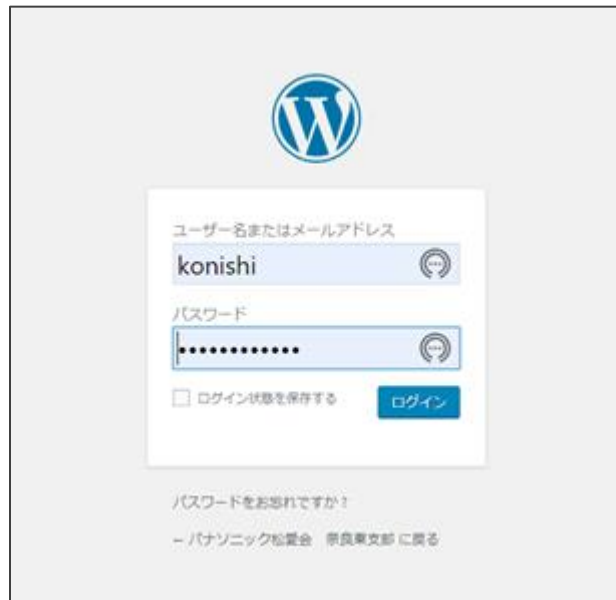 ユーザー名またはメールアドレス
konishi
パスワード
••••••••••••
ログイン状態を保存する
ログイン
パスワードをお忘れですか？
← パナソニック松愛会　奈良東支部 に戻る